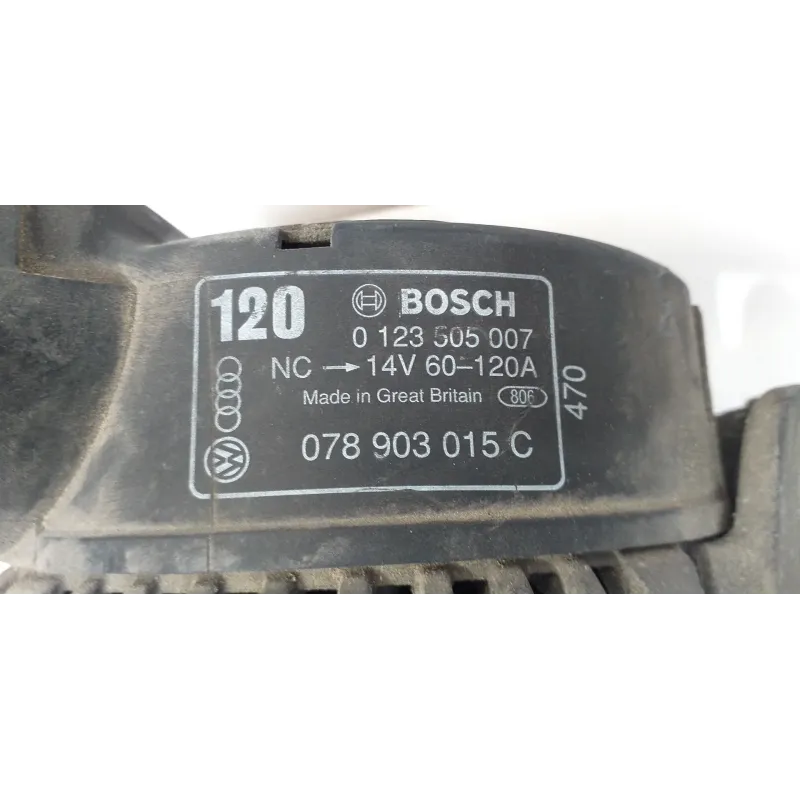 120 BOSCH
0 123 505 007
NC → 14V 60-120A
Made in Great Britain 806
078 903 015 C
470